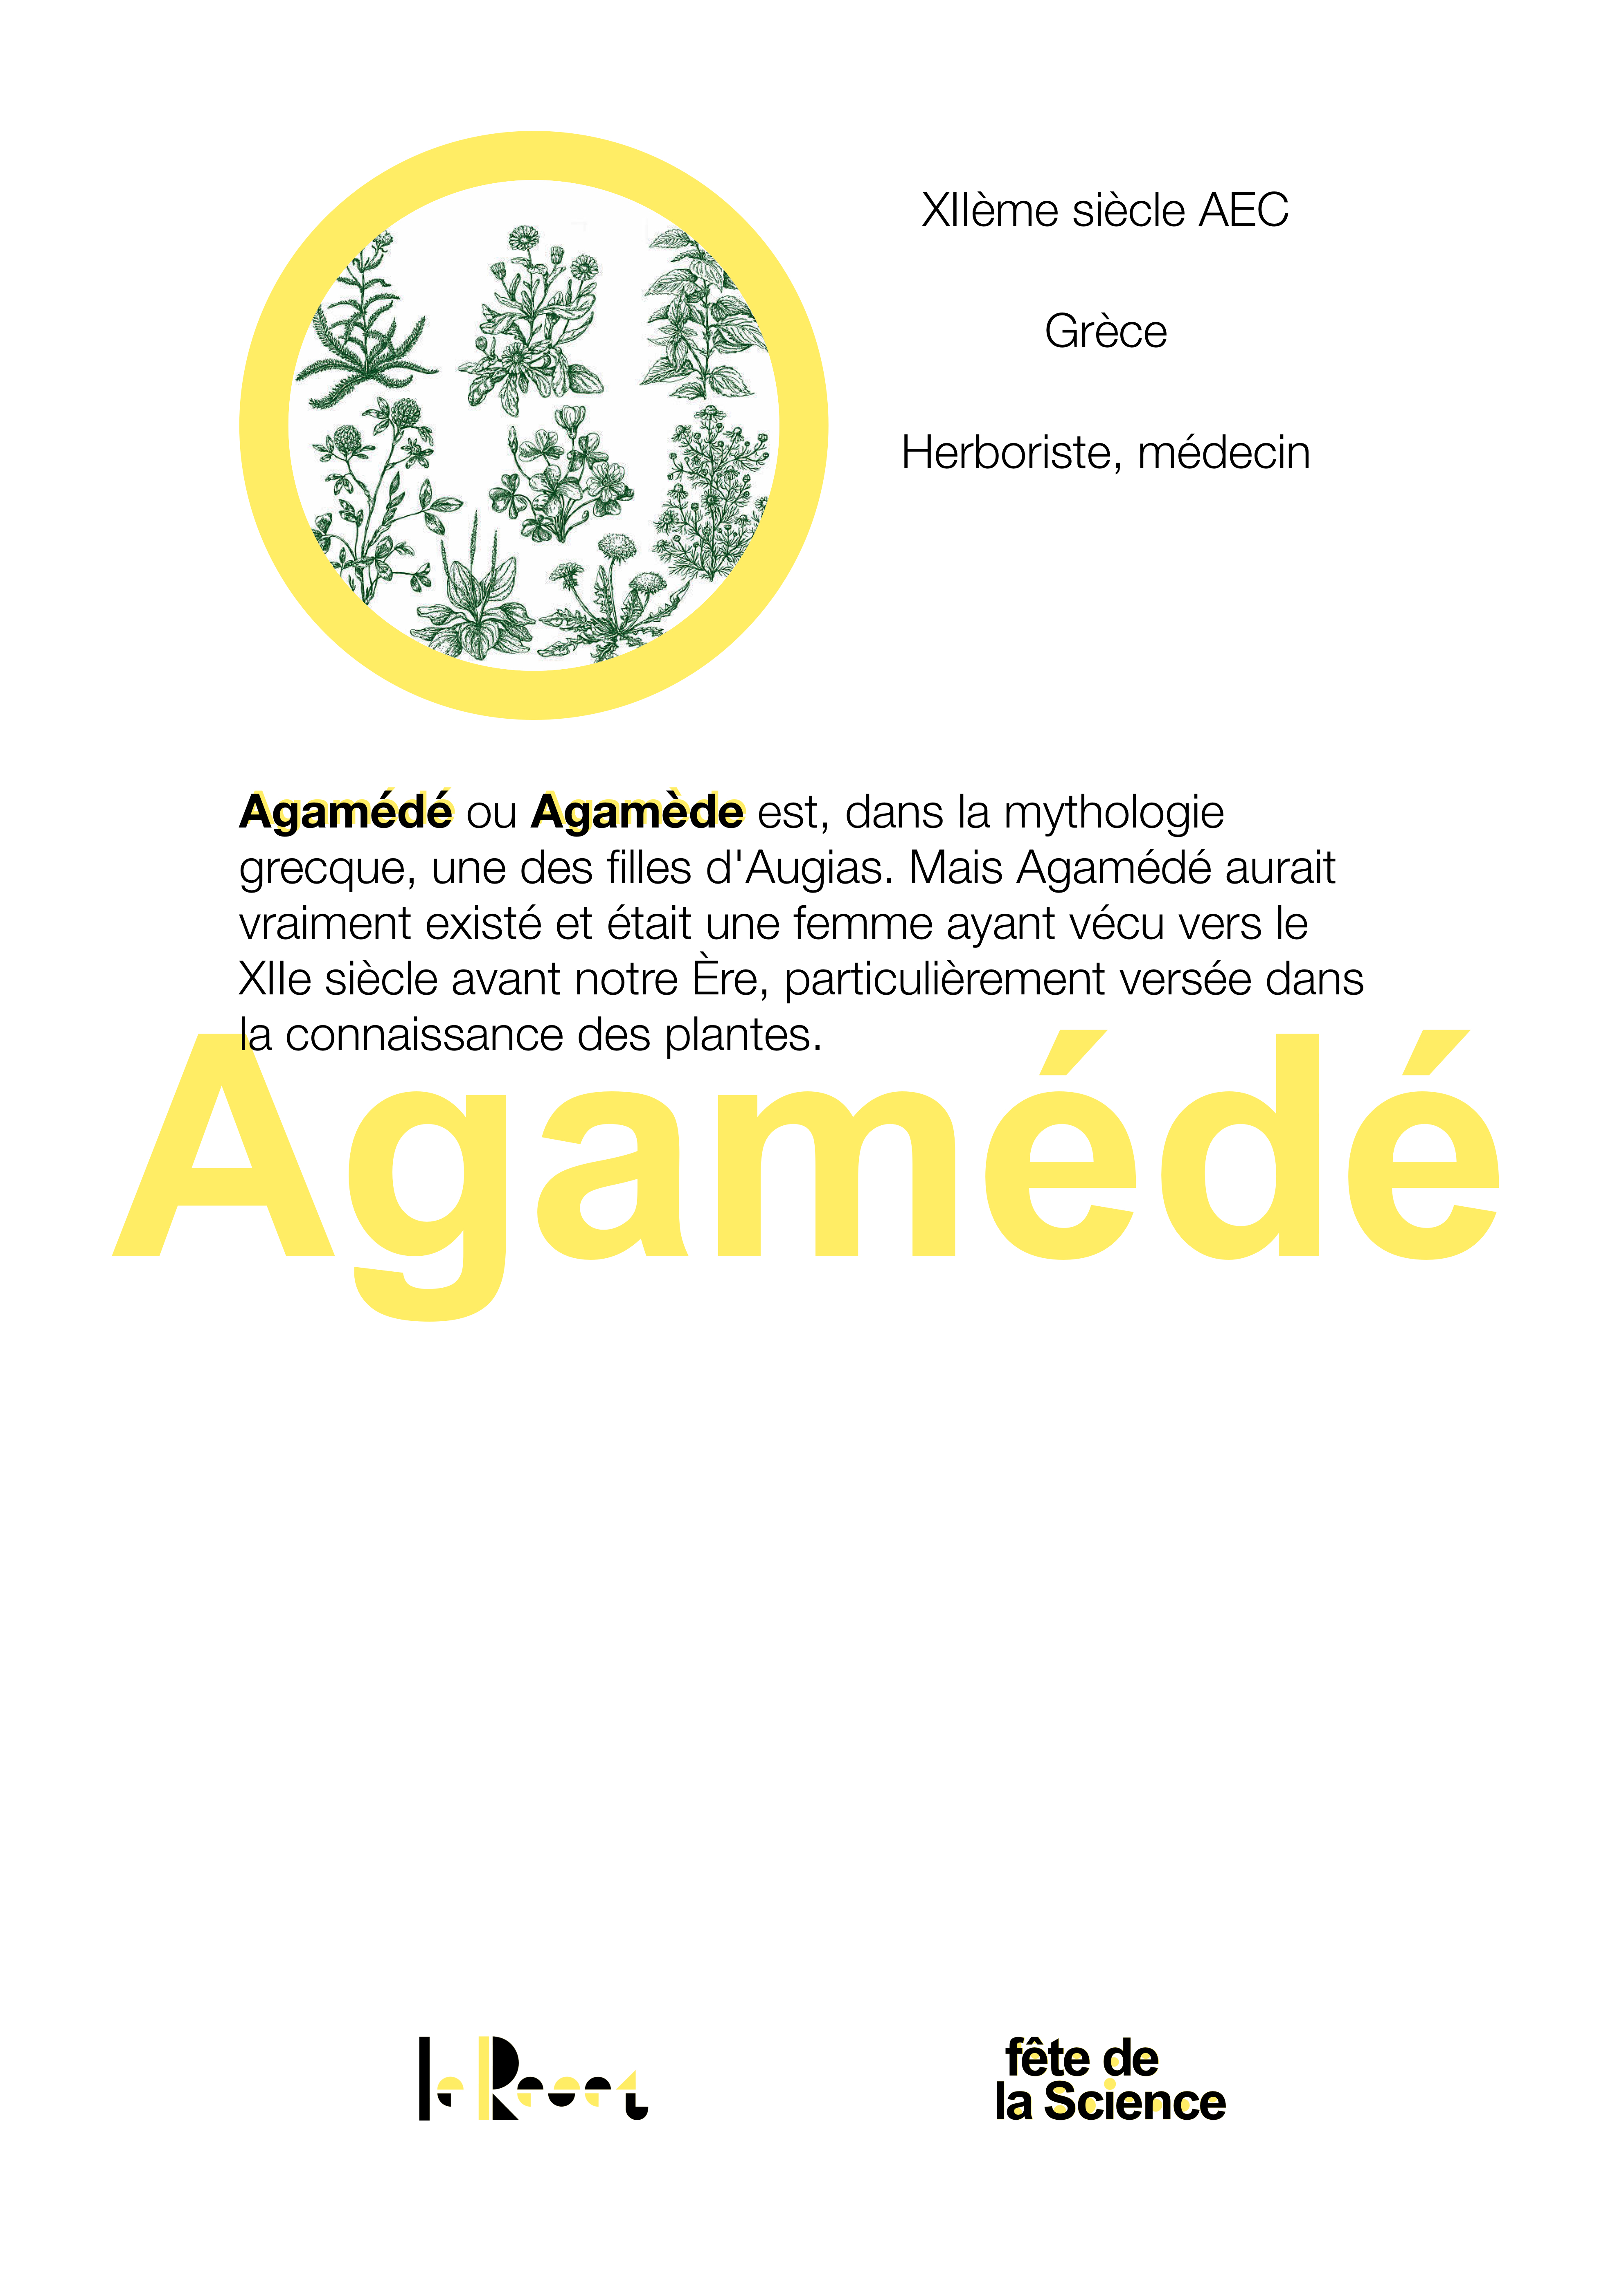 XIIème siècle AEC
Grèce
Herboriste, médecin
Agamédé ou Agamède est, dans la mythologie
grecque, une des filles d'Augias. Mais Agamédé aurait
vraiment existé et était une femme ayant vécu vers le
XIIe siècle avant notre Ère, particulièrement versée dans
la connaissance des plantes.
Agamédé
le Reset
fête de
la Science